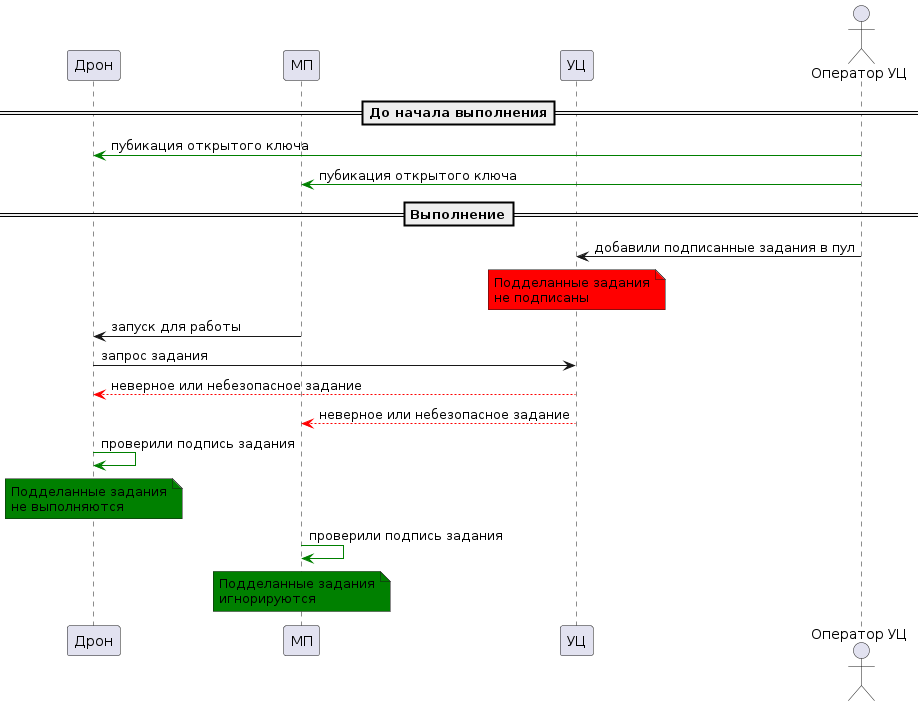 Оператор УЦ
Дрон
МП
УЦ
До начала выполнения
пубикация открытого ключа
пубикация открытого ключа
Выполнение
добавили подписанные задания в пул
Подделанные задания
не подписаны
запуск для работы
запрос задания
неверное или небезопасное задание
неверное или небезопасное задание
проверили подпись задания
Подделанные задания
не выполняются
проверили подпись задания
Подделанные задания
игнорируются
Дрон
МП
УЦ
Оператор УЦ